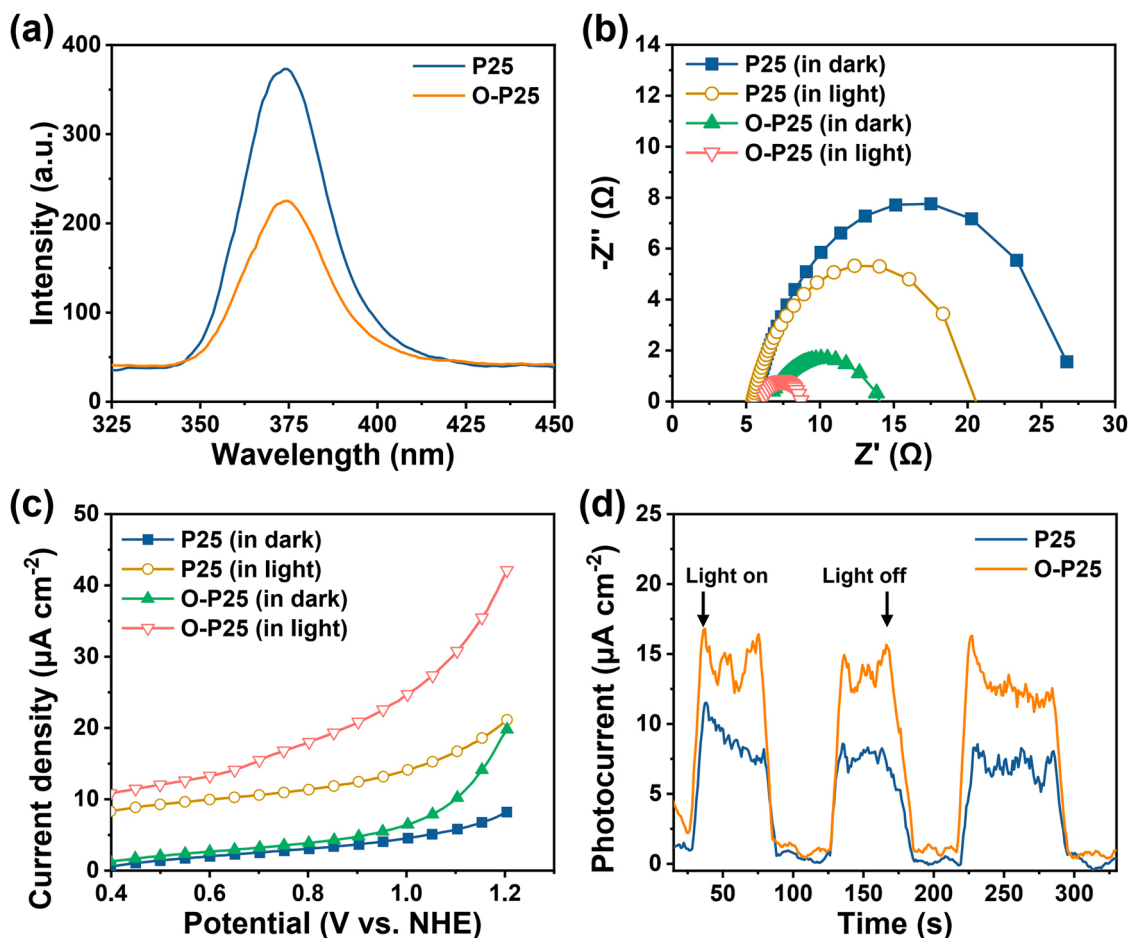 (a)
400
300
200
100
0
325 350 375 400 425 450
Intensity (a.u.)
Wavelength (nm)
P25
O-P25
(b)
14
12
10
8
6
4
2
0
0 5 10 15 20 25 30
-Z'' (Ω)
Z' (Ω)
P25 (in dark)
P25 (in light)
O-P25 (in dark)
O-P25 (in light)
(c)
50
40
30
20
10
0
0.4 0.6 0.8 1.0 1.2
Current density (μA cm⁻²)
Potential (V vs. NHE)
P25 (in dark)
P25 (in light)
O-P25 (in dark)
O-P25 (in light)
(d)
25
20
15
10
5
0
50 100 150 200 250 300
Photocurrent (μA cm⁻²)
Time (s)
P25
O-P25
Light on
Light off